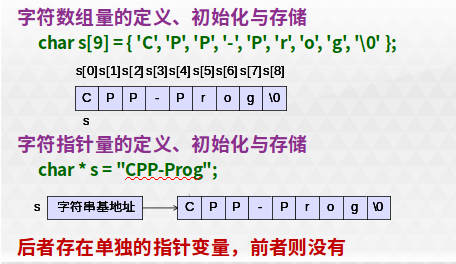 字符数组量的定义、初始化与存储
char s[9] = { 'C', 'P', 'P', '-', 'P', 'r', 'o', 'g', '\0' };
s[0] s[1] s[2] s[3] s[4] s[5] s[6] s[7] s[8]
C P P - P r o g \0
s
字符指针量的定义、初始化与存储
char * s = "CPP-Prog";
s 字符串基地址 C P P - P r o g \0
后者存在单独的指针变量，前者则没有